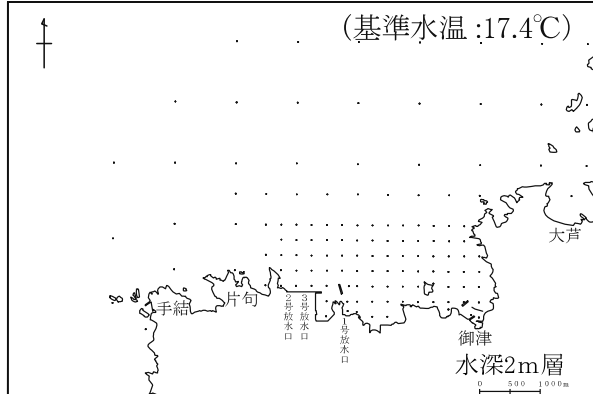 (基準水温:17.4℃)
大芦
手結
片句
2号放水口
3号放水口
1号放水口
御津
水深2m層
0 500 1000m